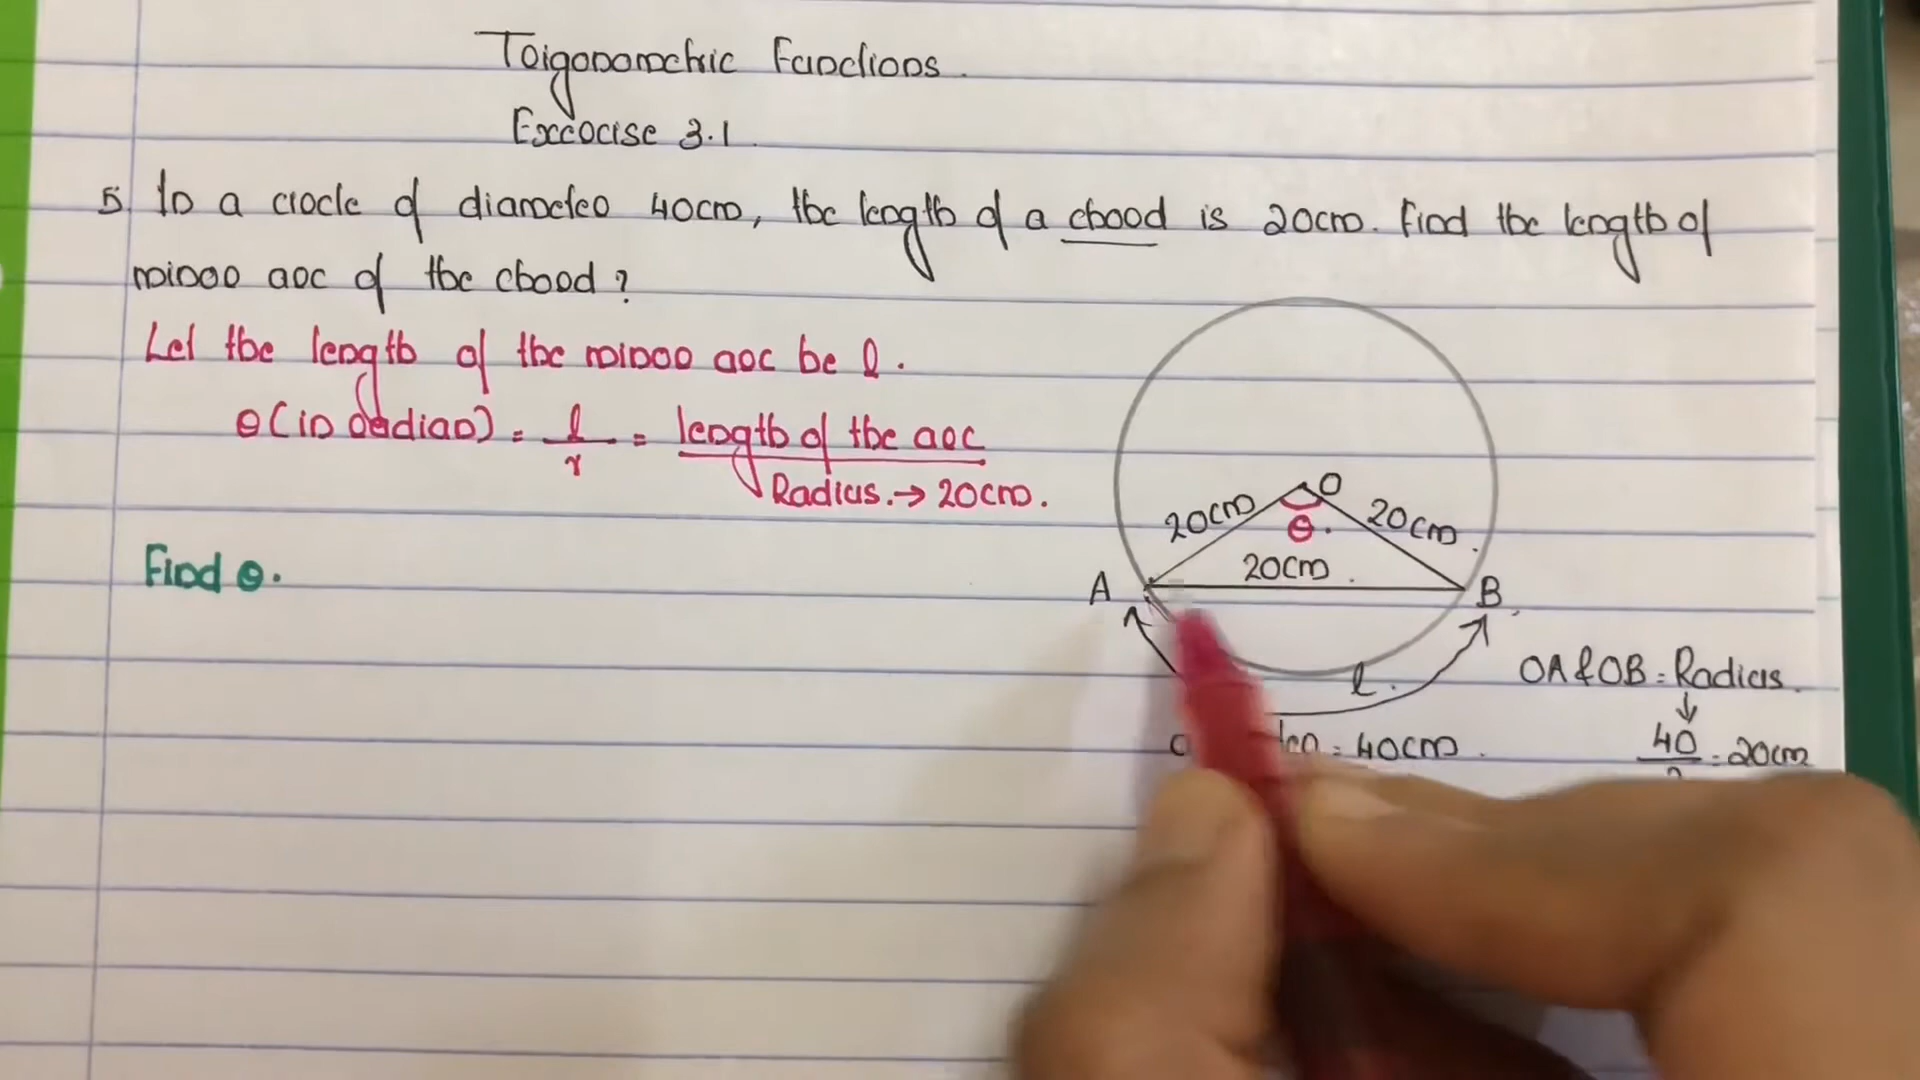 Trigonometric Functions.
Exercise 3.1.
5. In a circle of diameter 40cm, the length of a chord is 20cm. Find the length of
minor arc of the chord?
Let the length of the minor arc be l.
θ (in radian) = l/r = length of the arc / Radius. → 20cm.
Find θ.
O
20cm
θ.
20cm.
20cm.
A
B.
l.
OA & OB = Radius.
↓
= 40cm.
40/2 = 20cm